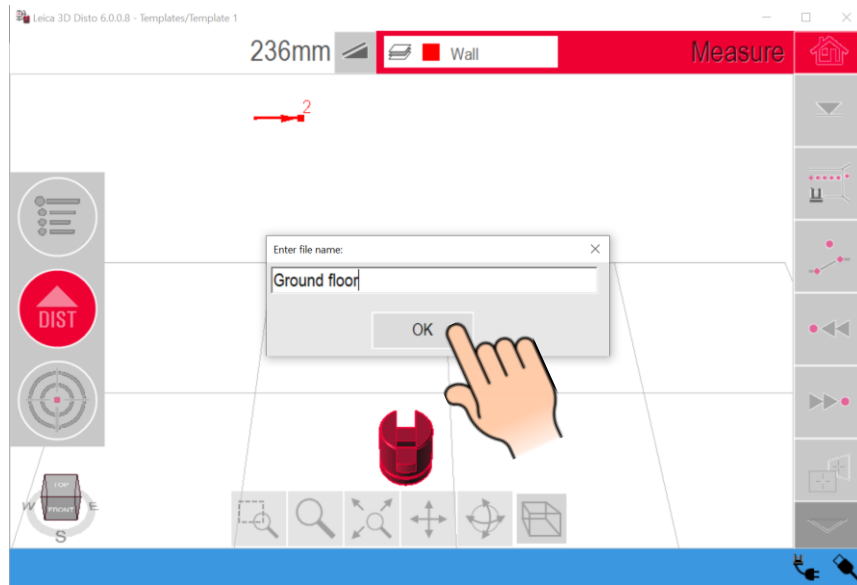 Leica 3D Disto 6.0.0.8 - Templates/Template 1
236mm
Wall
Measure
2
Enter file name:
Ground floor
OK
DIST
TOP
FRONT
W
E
S